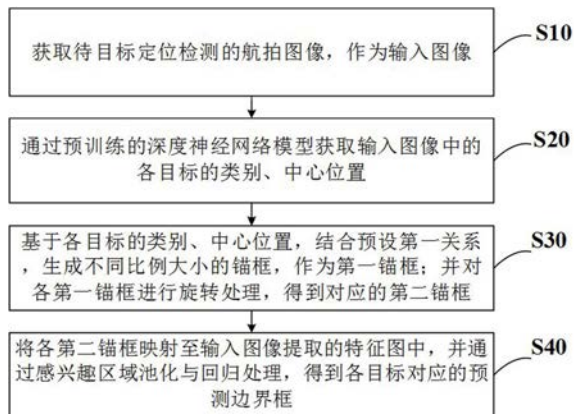 获取待目标定位检测的航拍图像，作为输入图像
S10
通过预训练的深度神经网络模型获取输入图像中的
各目标的类别、中心位置
S20
基于各目标的类别、中心位置，结合预设第一关系
，生成不同比例大小的锚框，作为第一锚框；并对
各第一锚框进行旋转处理，得到对应的第二锚框
S30
将各第二锚框映射至输入图像提取的特征图中，并通
过感兴趣区域池化与回归处理，得到各目标对应的预
测边界框
S40